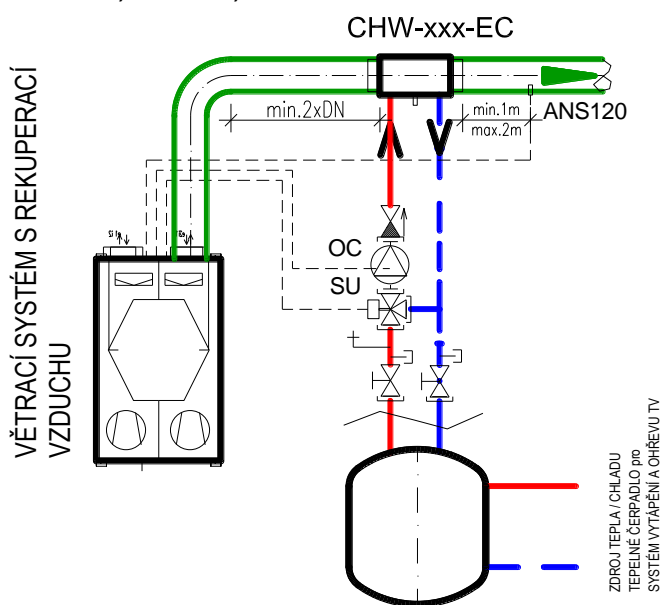 CHW-xxx-EC
min.2xDN
min.1m
max.2m
ANS120
OC
SU
VĚTRACÍ SYSTÉM S REKUPERACÍ
VZDUCHU
ZDROJ TEPLA / CHLADU
TEPELNÉ ČERPADLO pro
SYSTÉM VYTÁPĚNÍ A OHŘEVU TV